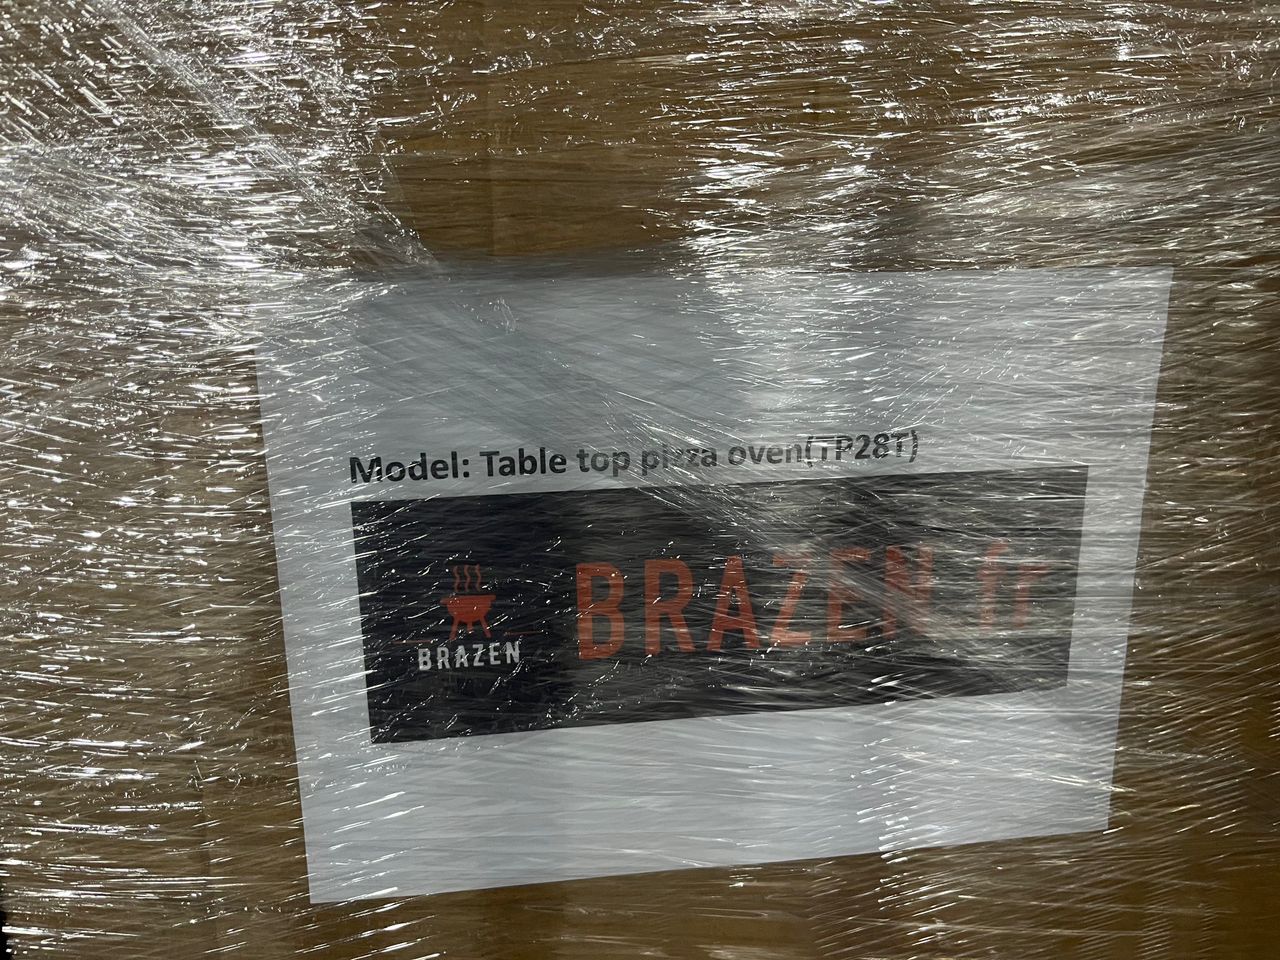 Model: Table top pizza oven(TP28T)
BRAZEN
BRAZEN fr